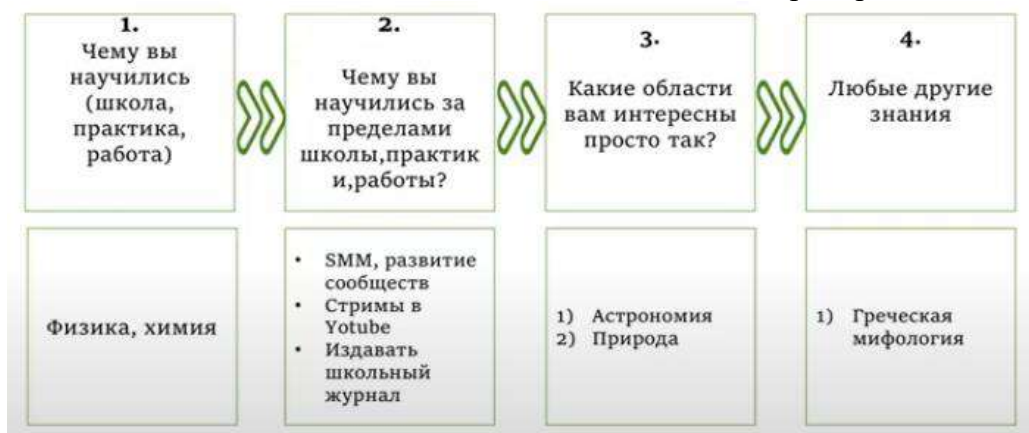 1.
Чему вы
научились
(школа,
практика,
работа)
2.
Чему вы
научились за
пределами
школы,практик
и,работы?
3.
Какие области
вам интересны
просто так?
4.
Любые другие
знания
Физика, химия
• SMM, развитие
сообществ
• Стримы в
Yotube
• Издавать
школьный
журнал
1) Астрономия
2) Природа
1) Греческая
мифология